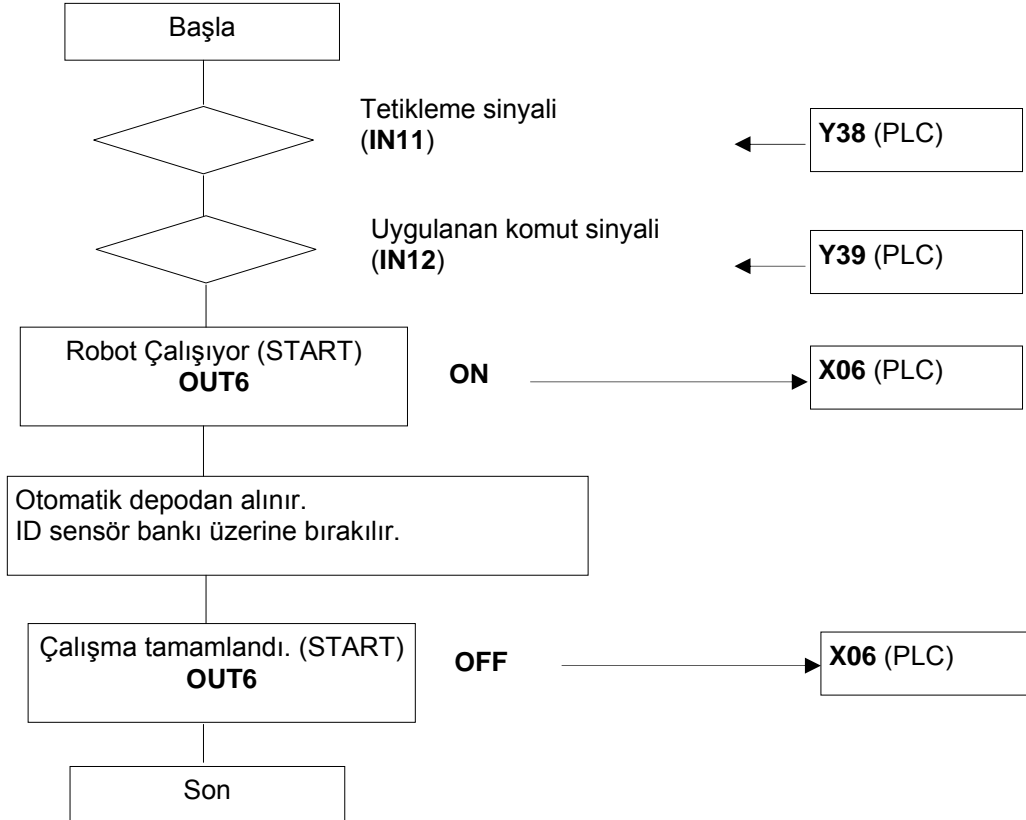 Başla
Tetikleme sinyali
(IN11)
Y38 (PLC)
Uygulanan komut sinyali
(IN12)
Y39 (PLC)
Robot Çalışıyor (START)
OUT6
ON
X06 (PLC)
Otomatik depodan alınır.
ID sensör bankı üzerine bırakılır.
Çalışma tamamlandı. (START)
OUT6
OFF
X06 (PLC)
Son